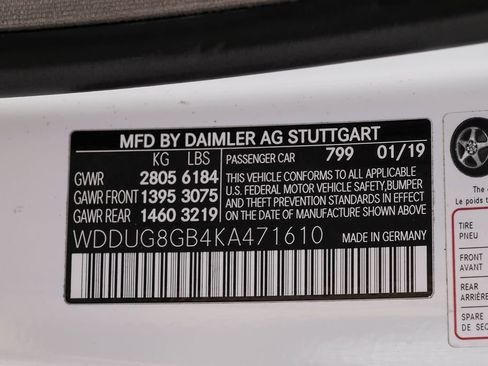 MFD BY DAIMLER AG STUTTGART
KG LBS PASSENGER CAR 799 01/19
GVWR 2805 6184
GAWR FRONT 1395 3075
GAWR REAR 1460 3219
THIS VEHICLE CONFORMS TO ALL APPLICABLE
U.S. FEDERAL MOTOR VEHICLE SAFETY, BUMPER
AND THEFT PREVENTION STANDARDS IN EFFECT
ON THE DATE OF MANUFACTURE SHOWN ABOVE.
WDDUG8GB4KA471610 MADE IN GERMANY
TIRE
PNEU
FRONT
AVANT
REAR
ARRIÈRE
SPARE
DE SEC